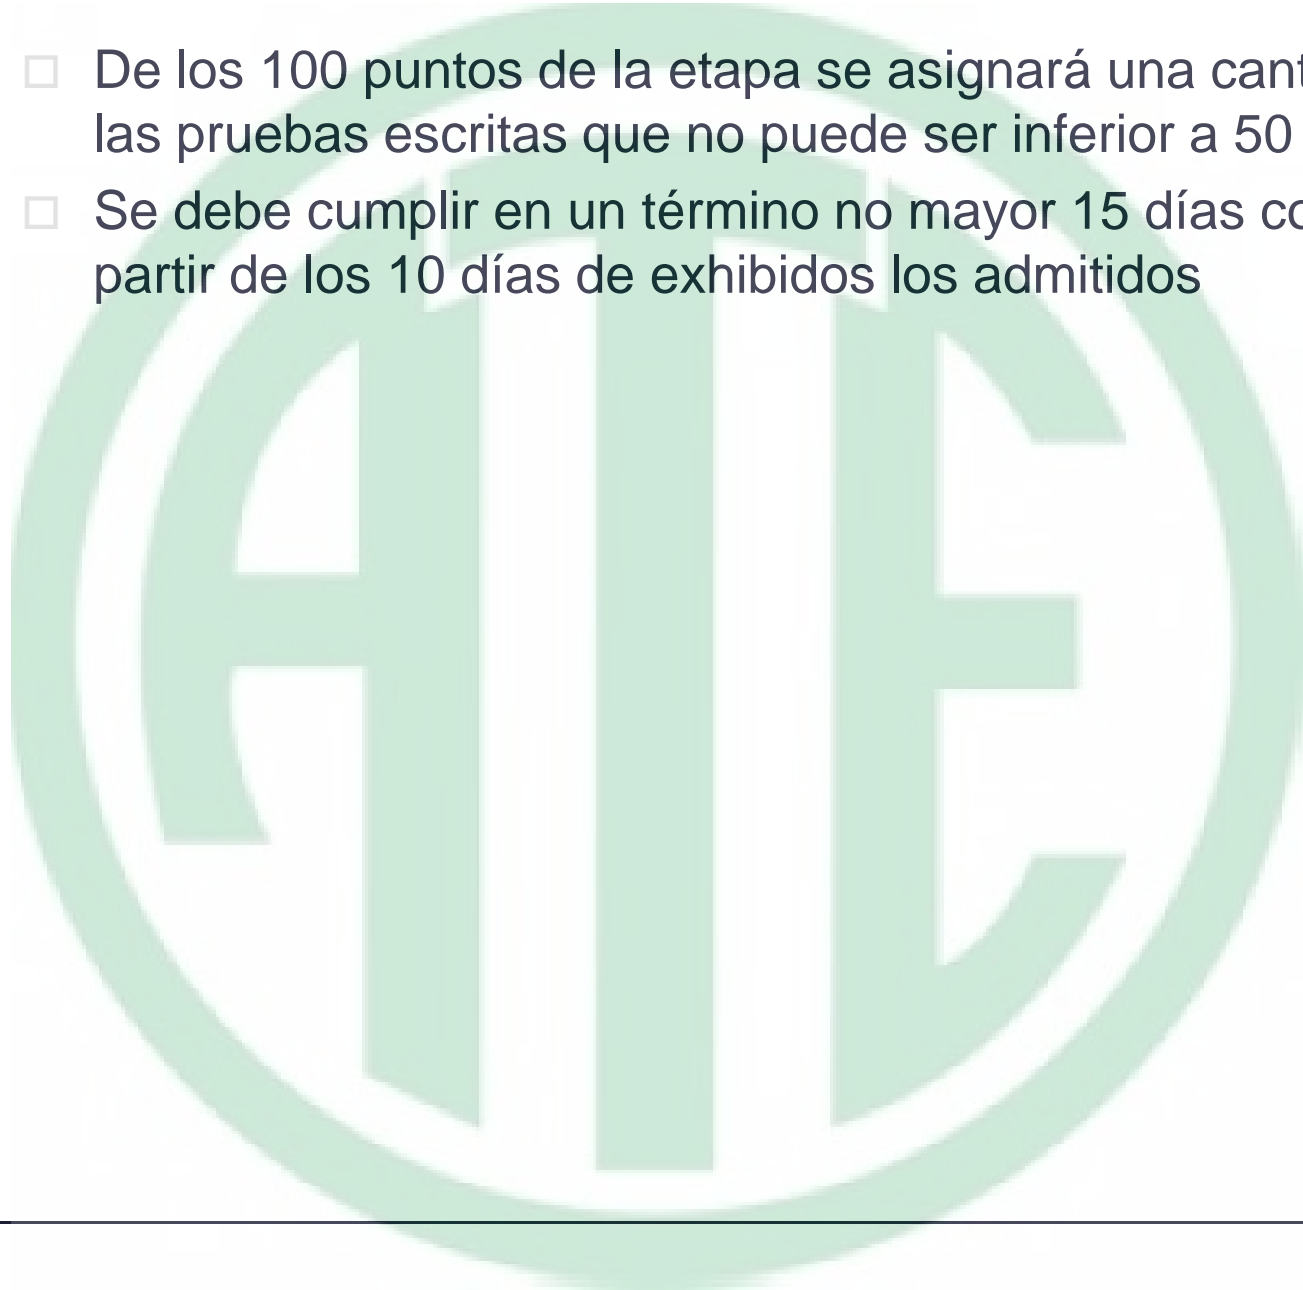 De los 100 puntos de la etapa se asignará una
las pruebas escritas que no puede ser inferior a 50
Se debe cumplir en un término no mayor 15 días
partir de los 10 días de exhibidos los admitidos
ATE